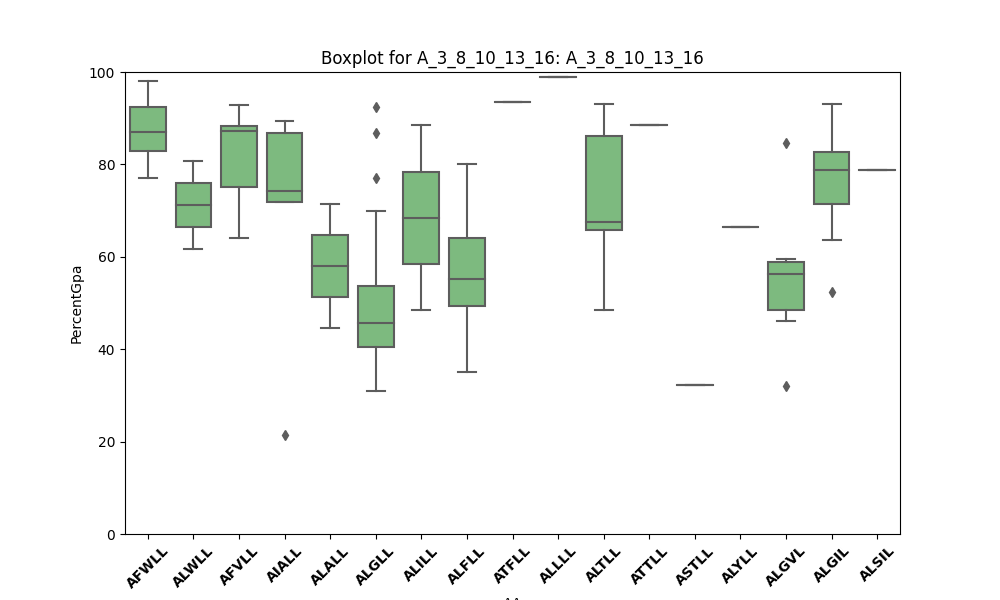 Boxplot for A_3_8_10_13_16: A_3_8_10_13_16
100
80
60
40
20
0
PercentGpa
AFWLL
ALWLL
AFVLL
AIALL
ALALL
ALGLL
ALILL
ALFLL
ATFLL
ALLLL
ALTLL
ATTLL
ASTLL
ALYLL
ALGVL
ALGIL
ALSIL